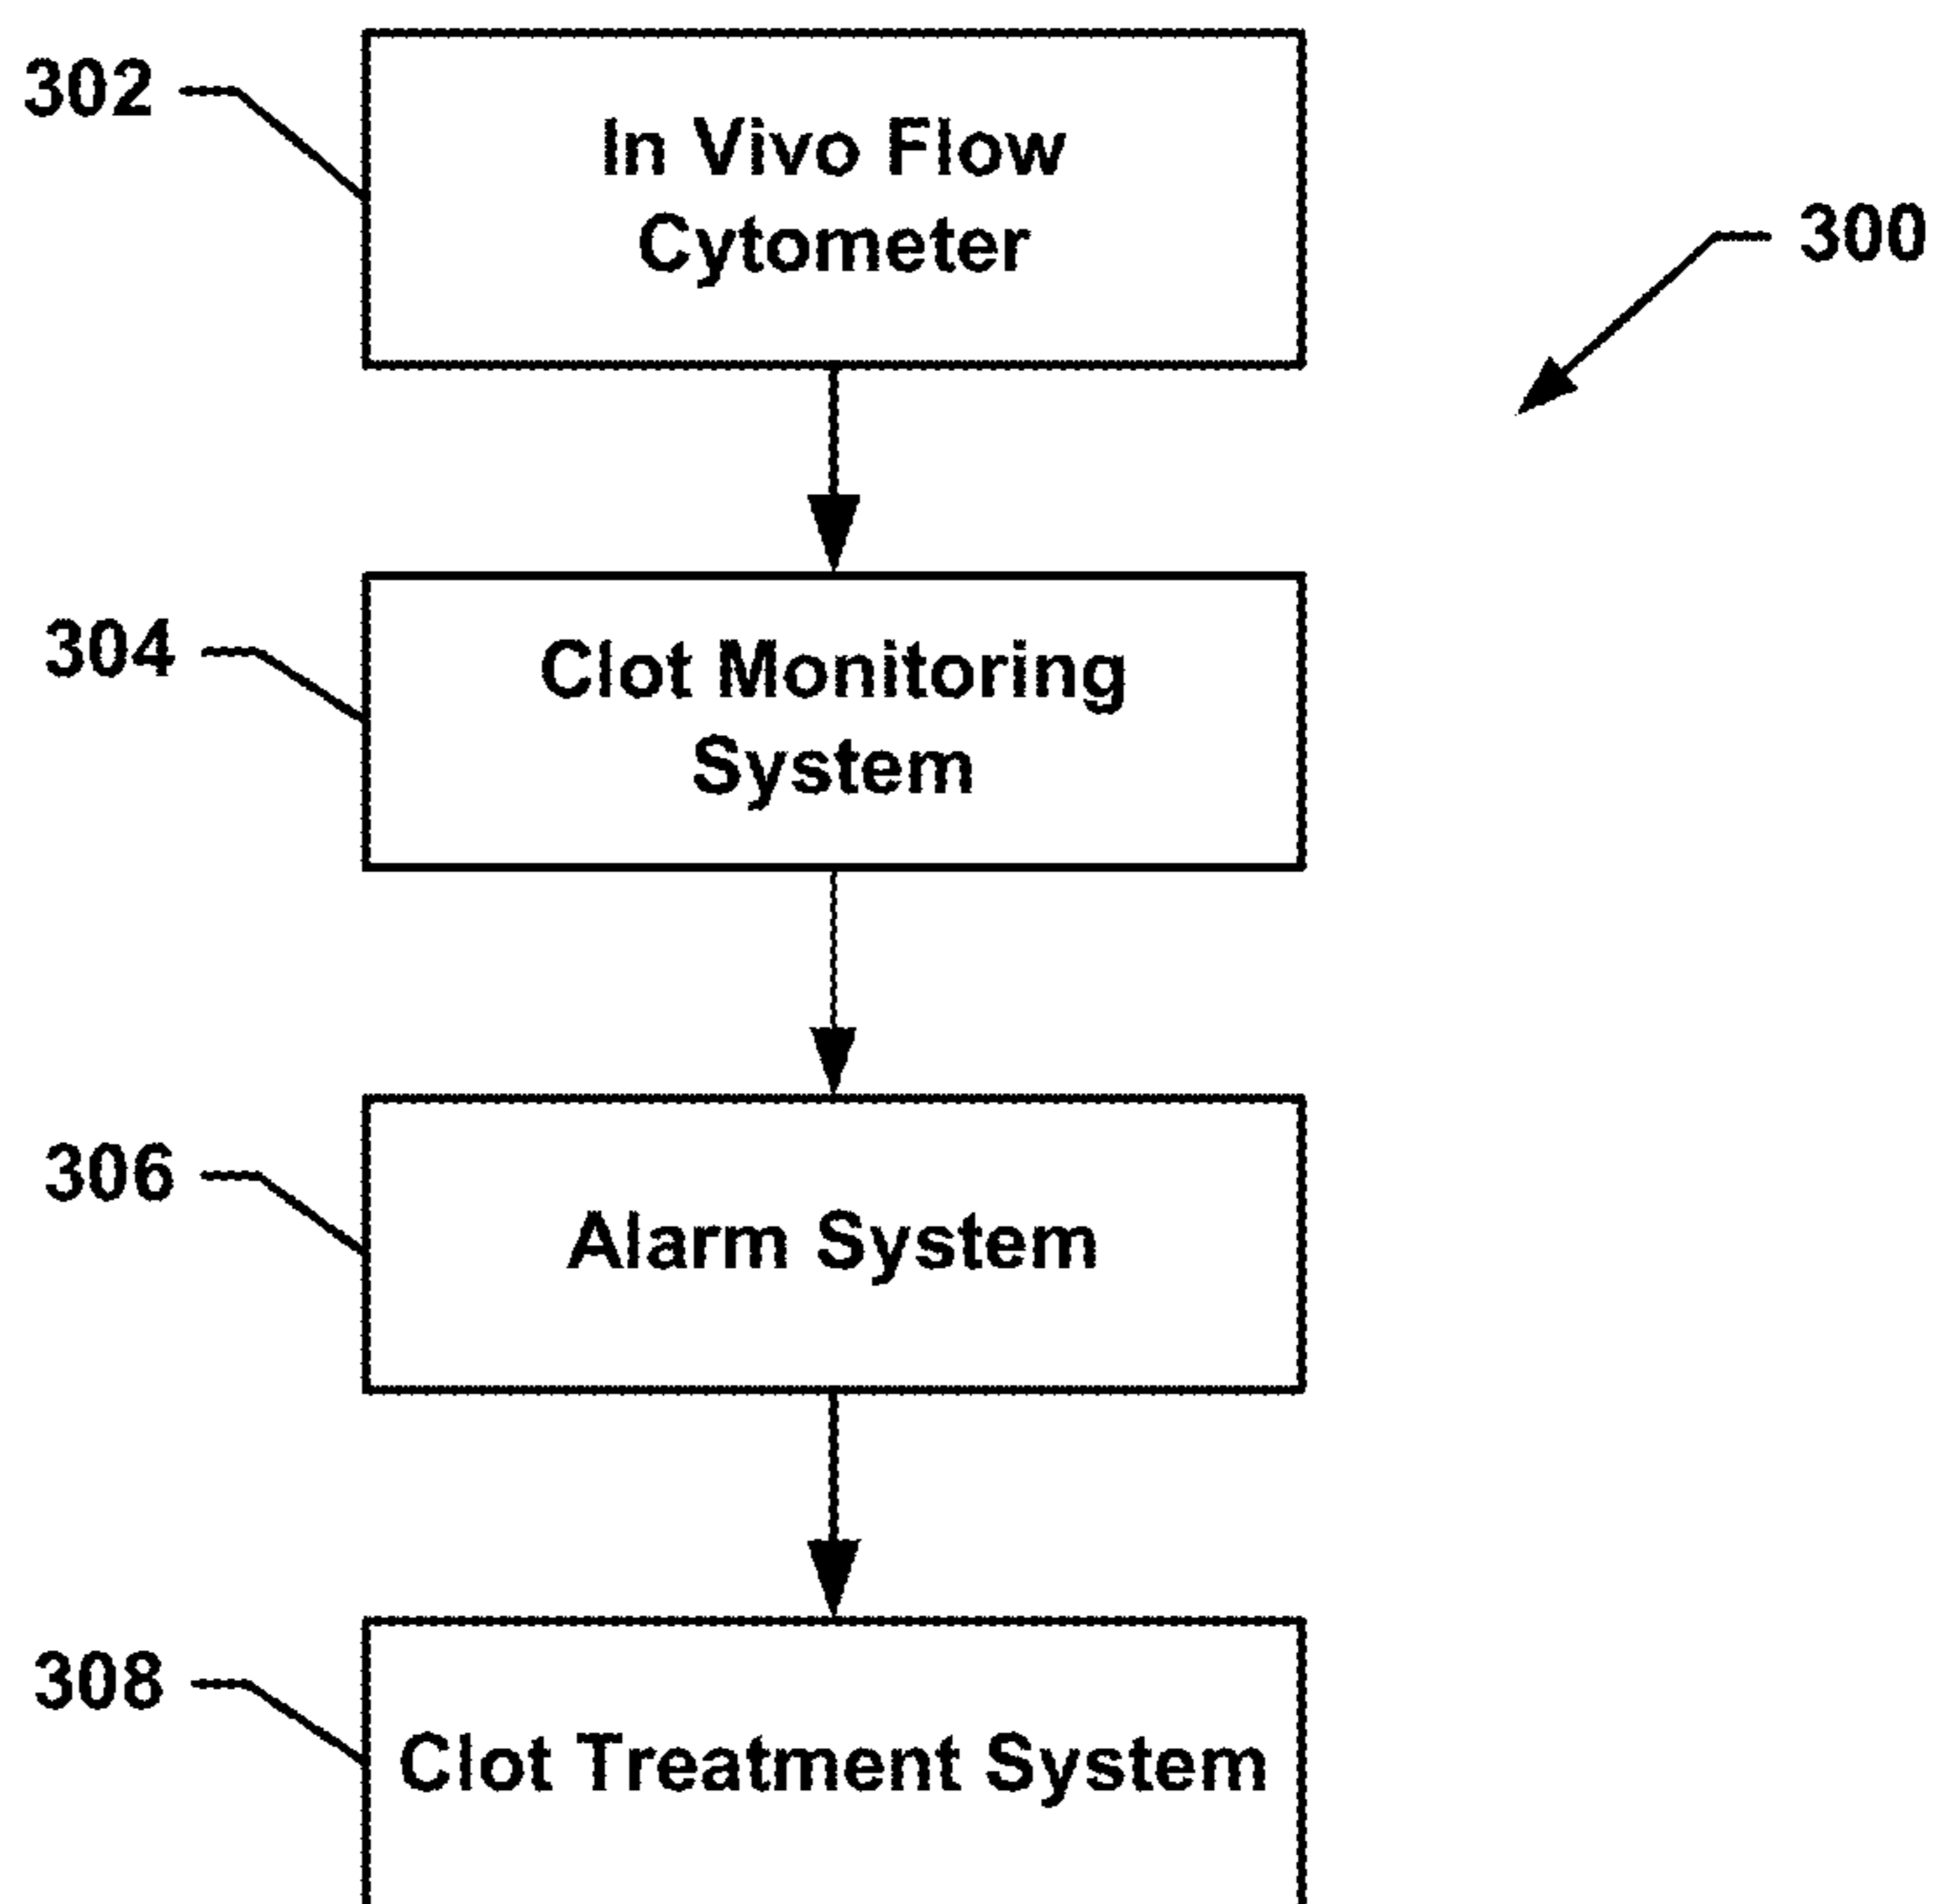 302
In Vivo Flow
Cytometer
300
304
Clot Monitoring
System
306
Alarm System
308
Clot Treatment System